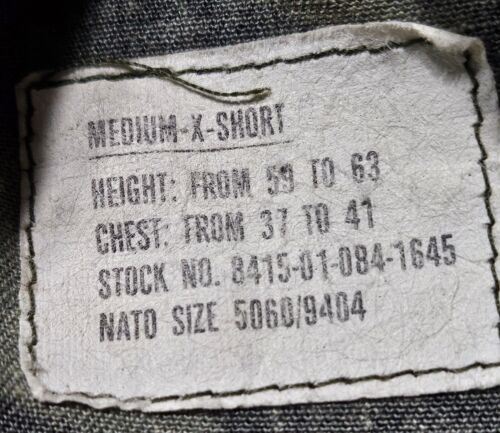 MEDIUM-X-SHORT
HEIGHT: FROM 59 TO 63
CHEST: FROM 37 TO 41
STOCK NO. 8415-01-084-1645
NATO SIZE 5060/9404